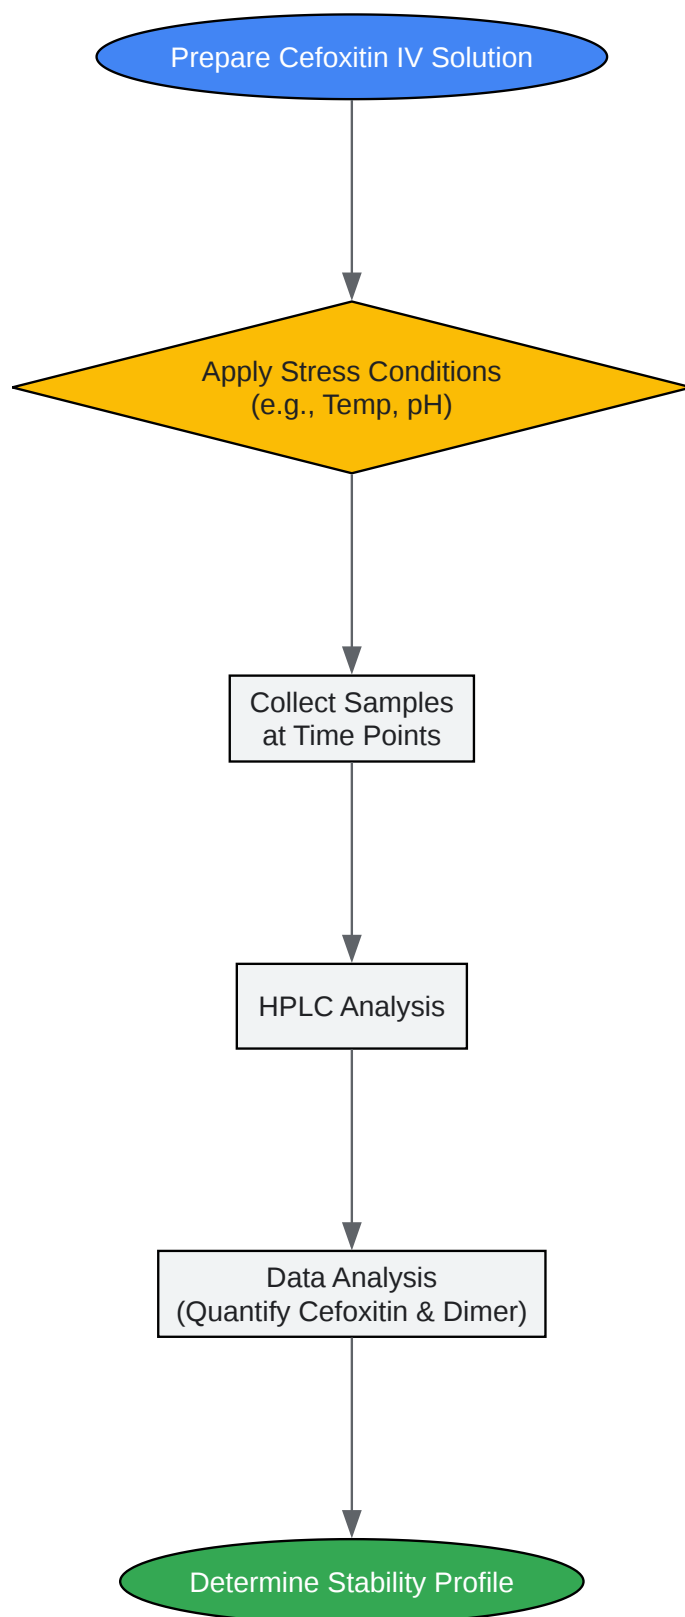 Prepare Cefoxitin IV Solution
Apply Stress Conditions
(e.g., Temp, pH)
Collect Samples
at Time Points
HPLC Analysis
Data Analysis
(Quantify Cefoxitin & Dimer)
Determine Stability Profile